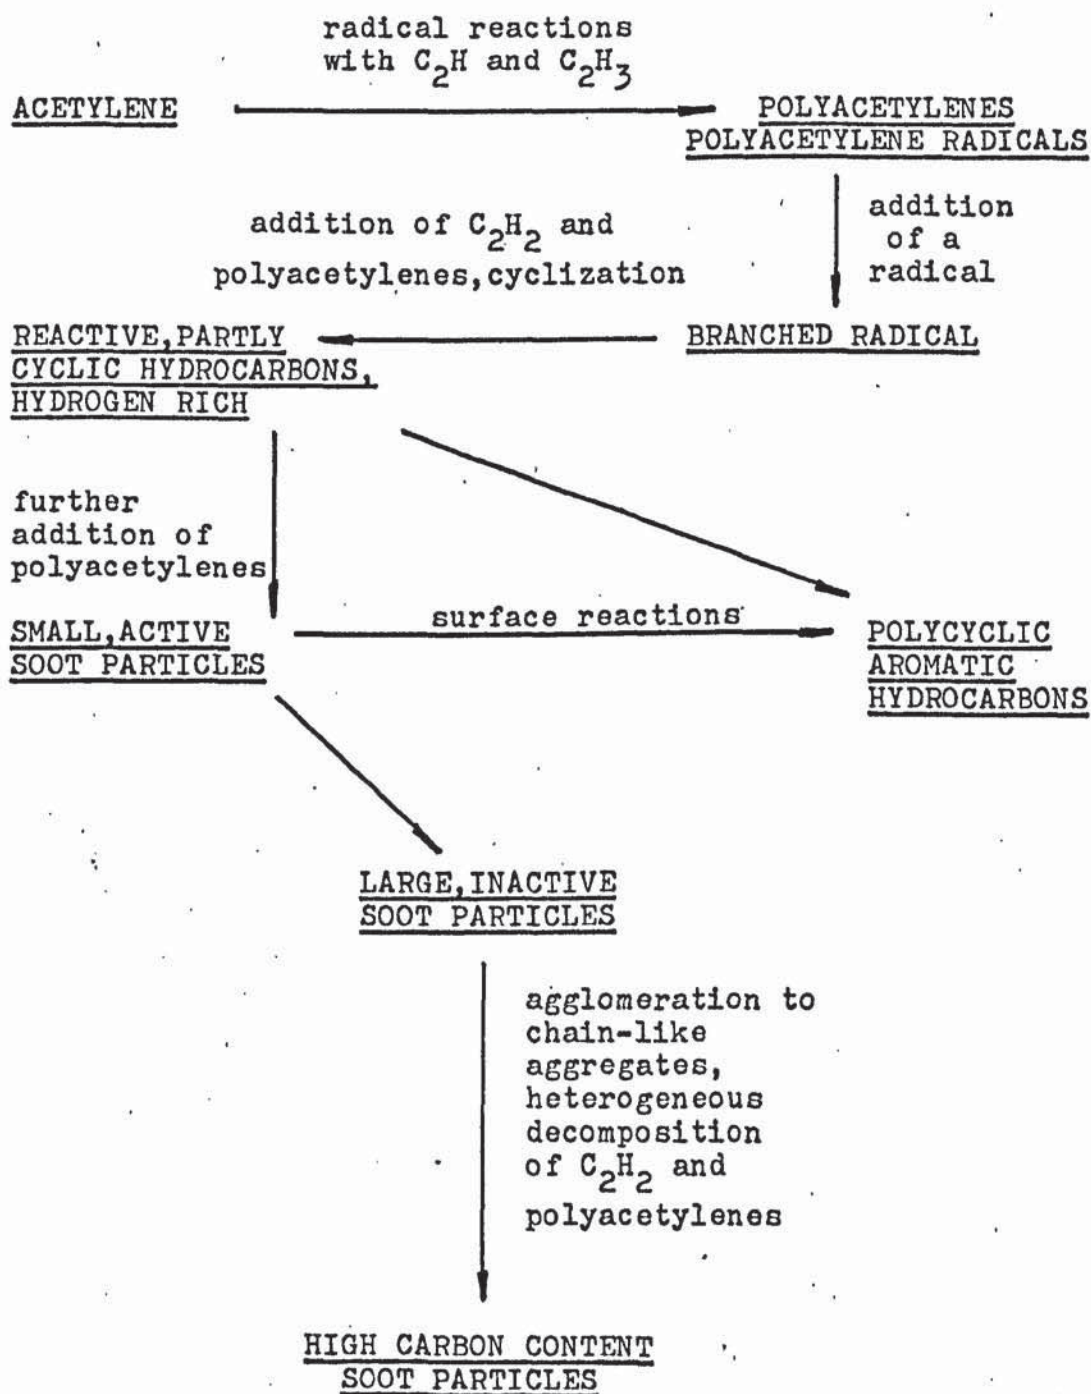 radical reactions
with C₂H and C₂H₃
ACETYLENE
POLYACETYLENES
POLYACETYLENE RADICALS
addition
of a
radical
addition of C₂H₂ and
polyacetylenes,cyclization
BRANCHED RADICAL
REACTIVE,PARTLY
CYCLIC HYDROCARBONS,
HYDROGEN RICH
further
addition of
polyacetylenes
SMALL,ACTIVE
SOOT PARTICLES
surface reactions
POLYCYCLIC
AROMATIC
HYDROCARBONS
LARGE,INACTIVE
SOOT PARTICLES
agglomeration to
chain-like
aggregates,
heterogeneous
decomposition
of C₂H₂ and
polyacetylenes
HIGH CARBON CONTENT
SOOT PARTICLES